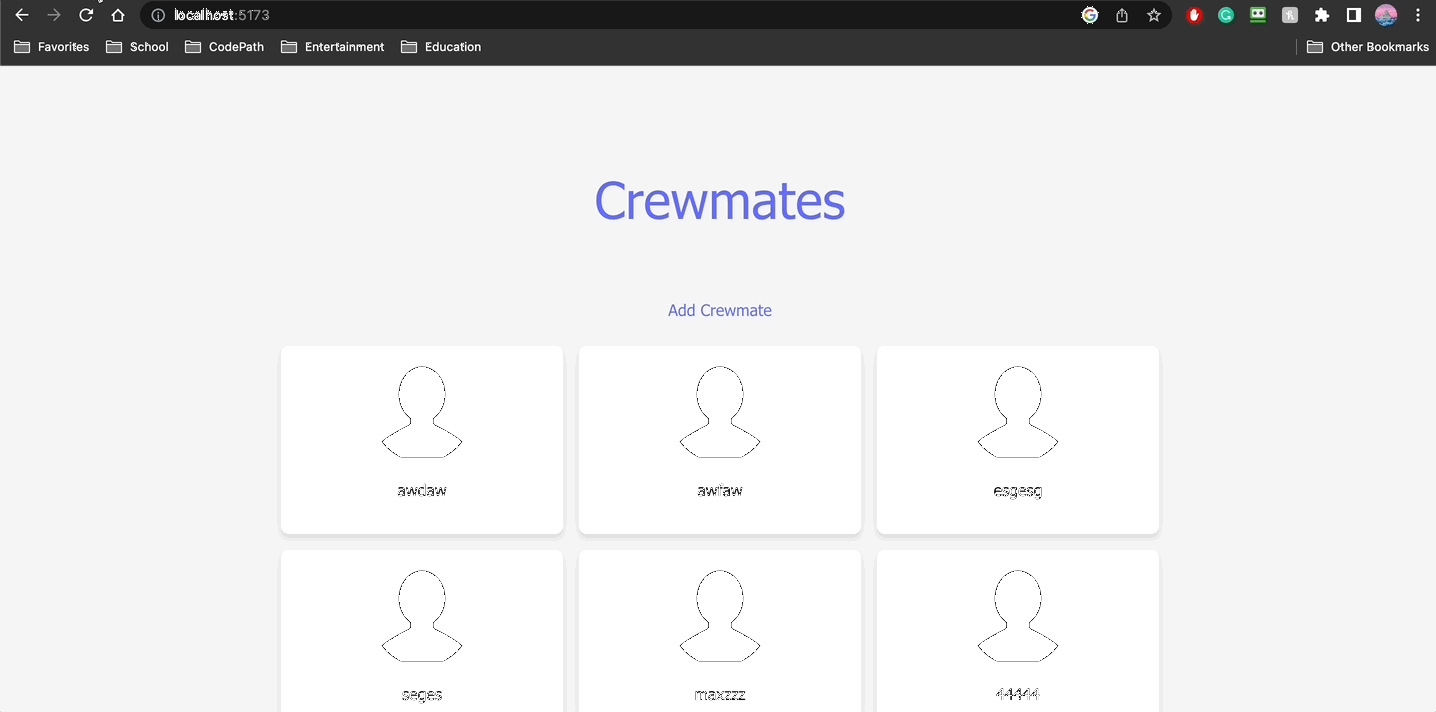 localhost:5173
Favorites School CodePath Entertainment Education Other Bookmarks
Crewmates
Add Crewmate
awdaw awfaw esgesg
seges maxzzz 44444